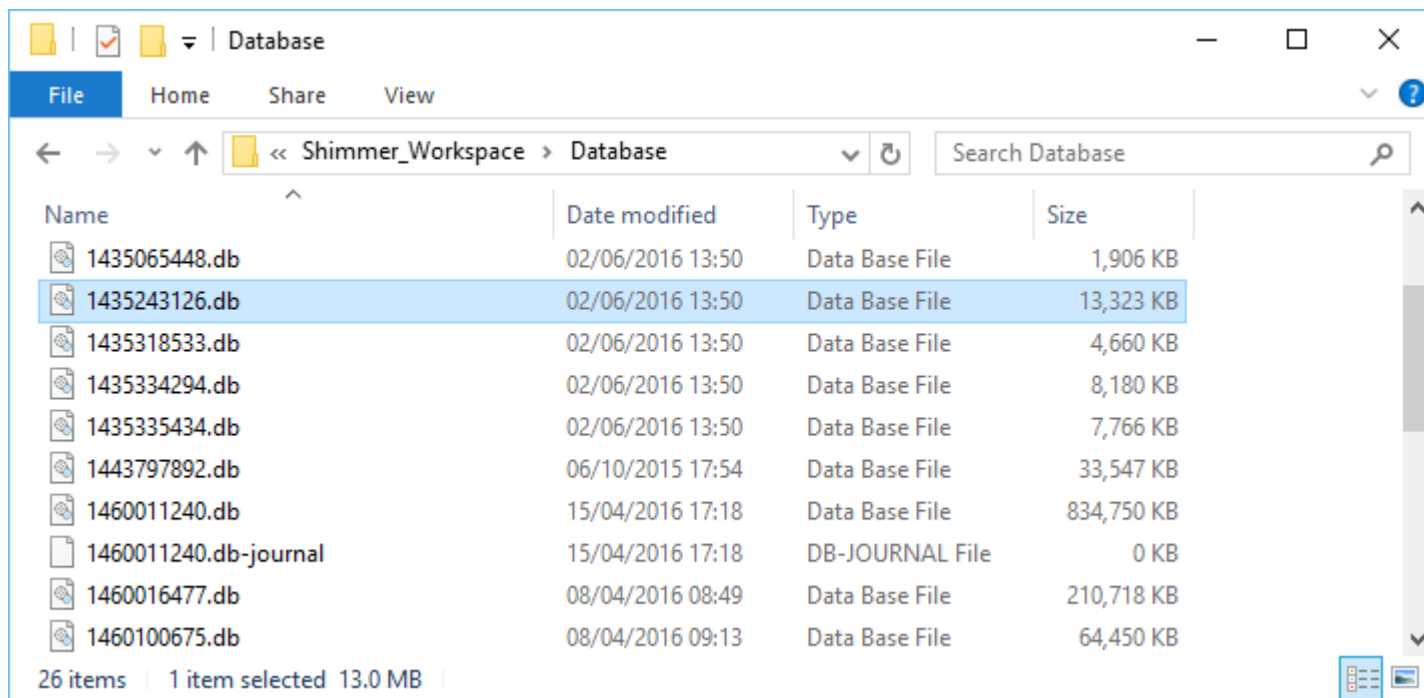 Database
File Home Share View ?
« Shimmer_Workspace > Database Search Database
Name Date modified Type Size
1435065448.db 02/06/2016 13:50 Data Base File 1,906 KB
1435243126.db 02/06/2016 13:50 Data Base File 13,323 KB
1435318533.db 02/06/2016 13:50 Data Base File 4,660 KB
1435334294.db 02/06/2016 13:50 Data Base File 8,180 KB
1435335434.db 02/06/2016 13:50 Data Base File 7,766 KB
1443797892.db 06/10/2015 17:54 Data Base File 33,547 KB
1460011240.db 15/04/2016 17:18 Data Base File 834,750 KB
1460011240.db-journal 15/04/2016 17:18 DB-JOURNAL File 0 KB
1460016477.db 08/04/2016 08:49 Data Base File 210,718 KB
1460100675.db 08/04/2016 09:13 Data Base File 64,450 KB
26 items 1 item selected 13.0 MB